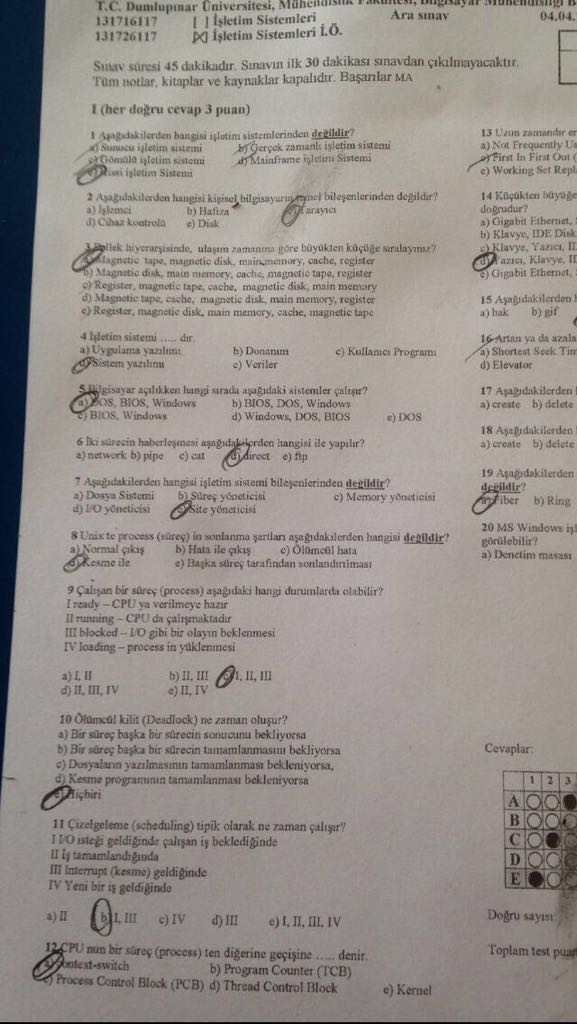 T.C. Dumlupınar Üniversitesi, Mühendislik Fakültesi, Bilgisayar Mühendisliği B
131716117 [ ] İşletim Sistemleri Ara sınav 04.04.
131726117 [X] İşletim Sistemleri İ.Ö.
Sınav süresi 45 dakikadır. Sınavın ilk 30 dakikası sınavdan çıkılmayacaktır.
Tüm notlar, kitaplar ve kaynaklar kapalıdır. Başarılar MA
I (her doğru cevap 3 puan)
1 Aşağıdakilerden hangisi işletim sistemlerinden değildir?
a) Sunucu işletim sistemi b) Gerçek zamanlı işletim sistemi
c) Gömülü işletim sistemi d) Mainframe işletim Sistemi
işletim Sistemi
2 Aşağıdakilerden hangisi kişisel bilgisayarın temel bileşenlerinden değildir?
a) İşlemci b) Hafıza Tarayıcı
d) Cihaz kontrolü e) Disk
3 Bellek hiyerarşisinde, ulaşım zamanına göre büyükten küçüğe sıralayınız?
a) Magnetic tape, magnetic disk, main memory, cache, register
b) Magnetic disk, main memory, cache, magnetic tape, register
c) Register, magnetic tape, cache, magnetic disk, main memory
d) Magnetic tape, cache, magnetic disk, main memory, register
e) Register, magnetic disk, main memory, cache, magnetic tape
4 İşletim sistemi ..... dır.
a) Uygulama yazılımı b) Donanım c) Kullanıcı Programı
d) Sistem yazılımı e) Veriler
5 Bilgisayar açılıkken hangi sırada aşağıdaki sistemler çalışır?
a) DOS, BIOS, Windows b) BIOS, DOS, Windows
c) BIOS, Windows d) Windows, DOS, BIOS e) DOS
6 İki sürecin haberleşmesi aşağıdakilerden hangisi ile yapılır?
a) network b) pipe c) cat d) direct e) ftp
7 Aşağıdakilerden hangisi işletim sistemi bileşenlerinden değildir?
a) Dosya Sistemi b) Süreç yöneticisi c) Memory yöneticisi
d) I/O yöneticisi e) Site yöneticisi
8 Unix te process (süreç) in sonlanma şartları aşağıdakilerden hangisi değildir?
a) Normal çıkış b) Hata ile çıkış c) Ölümcül hata
d) Kesme ile e) Başka süreç tarafından sonlandırılması
9 Çalışan bir süreç (process) aşağıdaki hangi durumlarda olabilir?
I ready – CPU ya verilmeye hazır
II running – CPU da çalışmaktadır
III blocked – I/O gibi bir olayın beklenmesi
IV loading – process in yüklenmesi
a) I, II b) II, III c) I, II, III
d) II, III, IV e) II, IV
10 Ölümcül kilit (Deadlock) ne zaman oluşur?
a) Bir süreç başka bir sürecin sonucunu bekliyorsa
b) Bir süreç başka bir sürecin tamamlanmasını bekliyorsa
c) Dosyaların yazılmasının tamamlanması bekleniyorsa,
d) Kesme programının tamamlanması bekleniyorsa
e) Hiçbiri
11 Çizelgeleme (scheduling) tipik olarak ne zaman çalışır?
I I/O isteği geldiğinde çalışan iş beklediğinde
II İş tamamlandığında
III Interrupt (kesme) geldiğinde
IV Yeni bir iş geldiğinde
a) II b) I, III c) IV d) III e) I, II, III, IV
12 CPU nun bir süreç (process) ten diğerine geçişine ..... denir.
a) Context-switch b) Program Counter (TCB)
c) Process Control Block (PCB) d) Thread Control Block e) Kernel
13 Uzun zamandır er
a) Not Frequently Us
c) First In First Out (
e) Working Set Repl
14 Küçükten büyüğe
doğrudur?
a) Gigabit Ethernet,
b) Klavye, IDE Disk
c) Klavye, Yazıcı, II
d) Yazıcı, Klavye, II
e) Gigabit Ethernet,
15 Aşağıdakilerden
a) bak b) gif
16 Artan ya da azala
a) Shortest Seek Tim
d) Elevator
17 Aşağıdakilerden
a) create b) delete
18 Aşağıdakilerden
a) create b) delete
19 Aşağıdakilerden
değildir?
a) Fiber b) Ring
20 MS Windows işl
görülebilir?
a) Denetim masası
Cevaplar:
1 2 3
A
B
C
D
E
Doğru sayısı
Toplam test puan